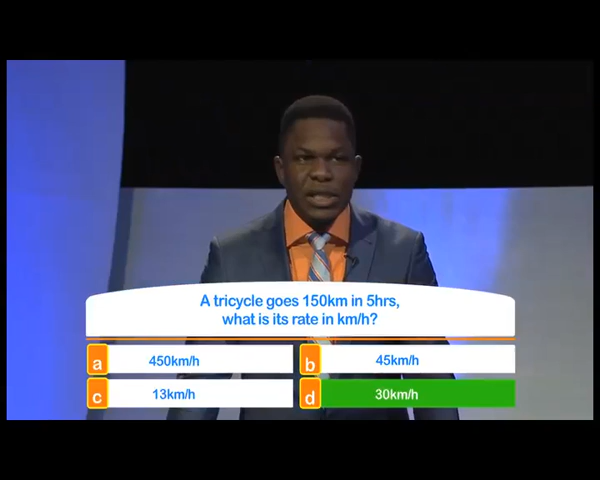 A tricycle goes 150km in 5hrs,
what is its rate in km/h?
a 450km/h
b 45km/h
c 13km/h
d 30km/h